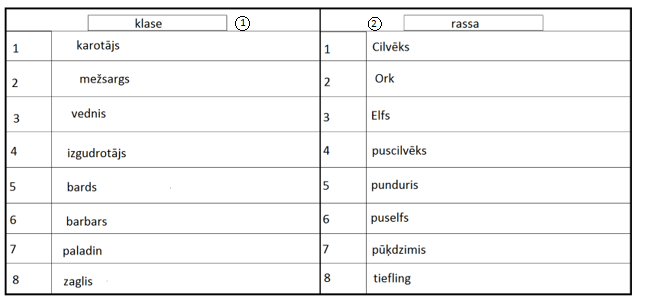 klase ① ② rassa
1 karotājs 1 Cilvēks
2 mežsargs 2 Ork
3 vednis 3 Elfs
4 izgudrotājs 4 puscilvēks
5 bards 5 punduris
6 barbars 6 puselfs
7 paladin 7 pūķdzimis
8 zaglis 8 tiefling